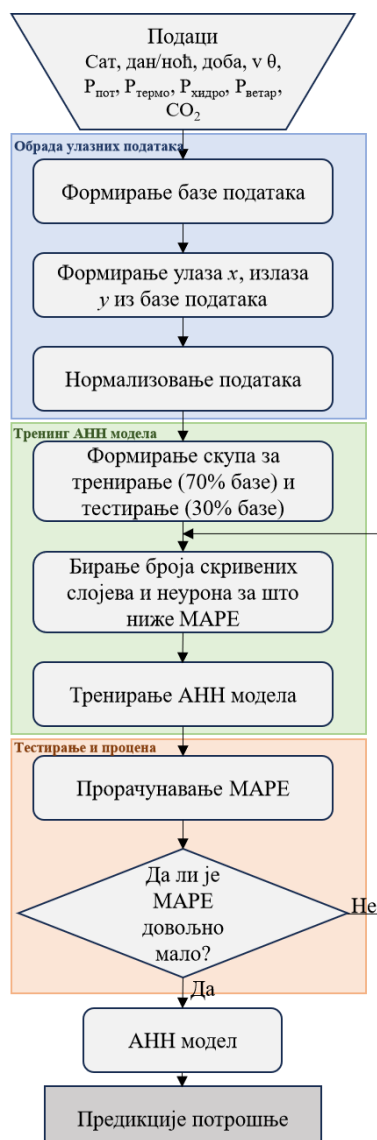 Подаци
Сат, дан/ноћ, доба, v θ,
Pпот, Pтермо, Pхидро, Pветар,
CO₂
Обрада улазних података
Формирање базе података
Формирање улаза x, излаза
y из базе података
Нормализовање података
Тренинг АНН модела
Формирање скупа за
тренирање (70% базе) и
тестирање (30% базе)
Бирање броја скривених
слојева и неурона за што
ниже МАРЕ
Тренирање АНН модела
Тестирање и процена
Прорачунавање МАРЕ
Да ли је
МАРЕ
довољно
мало?
Не
Да
АНН модел
Предикције потрошње